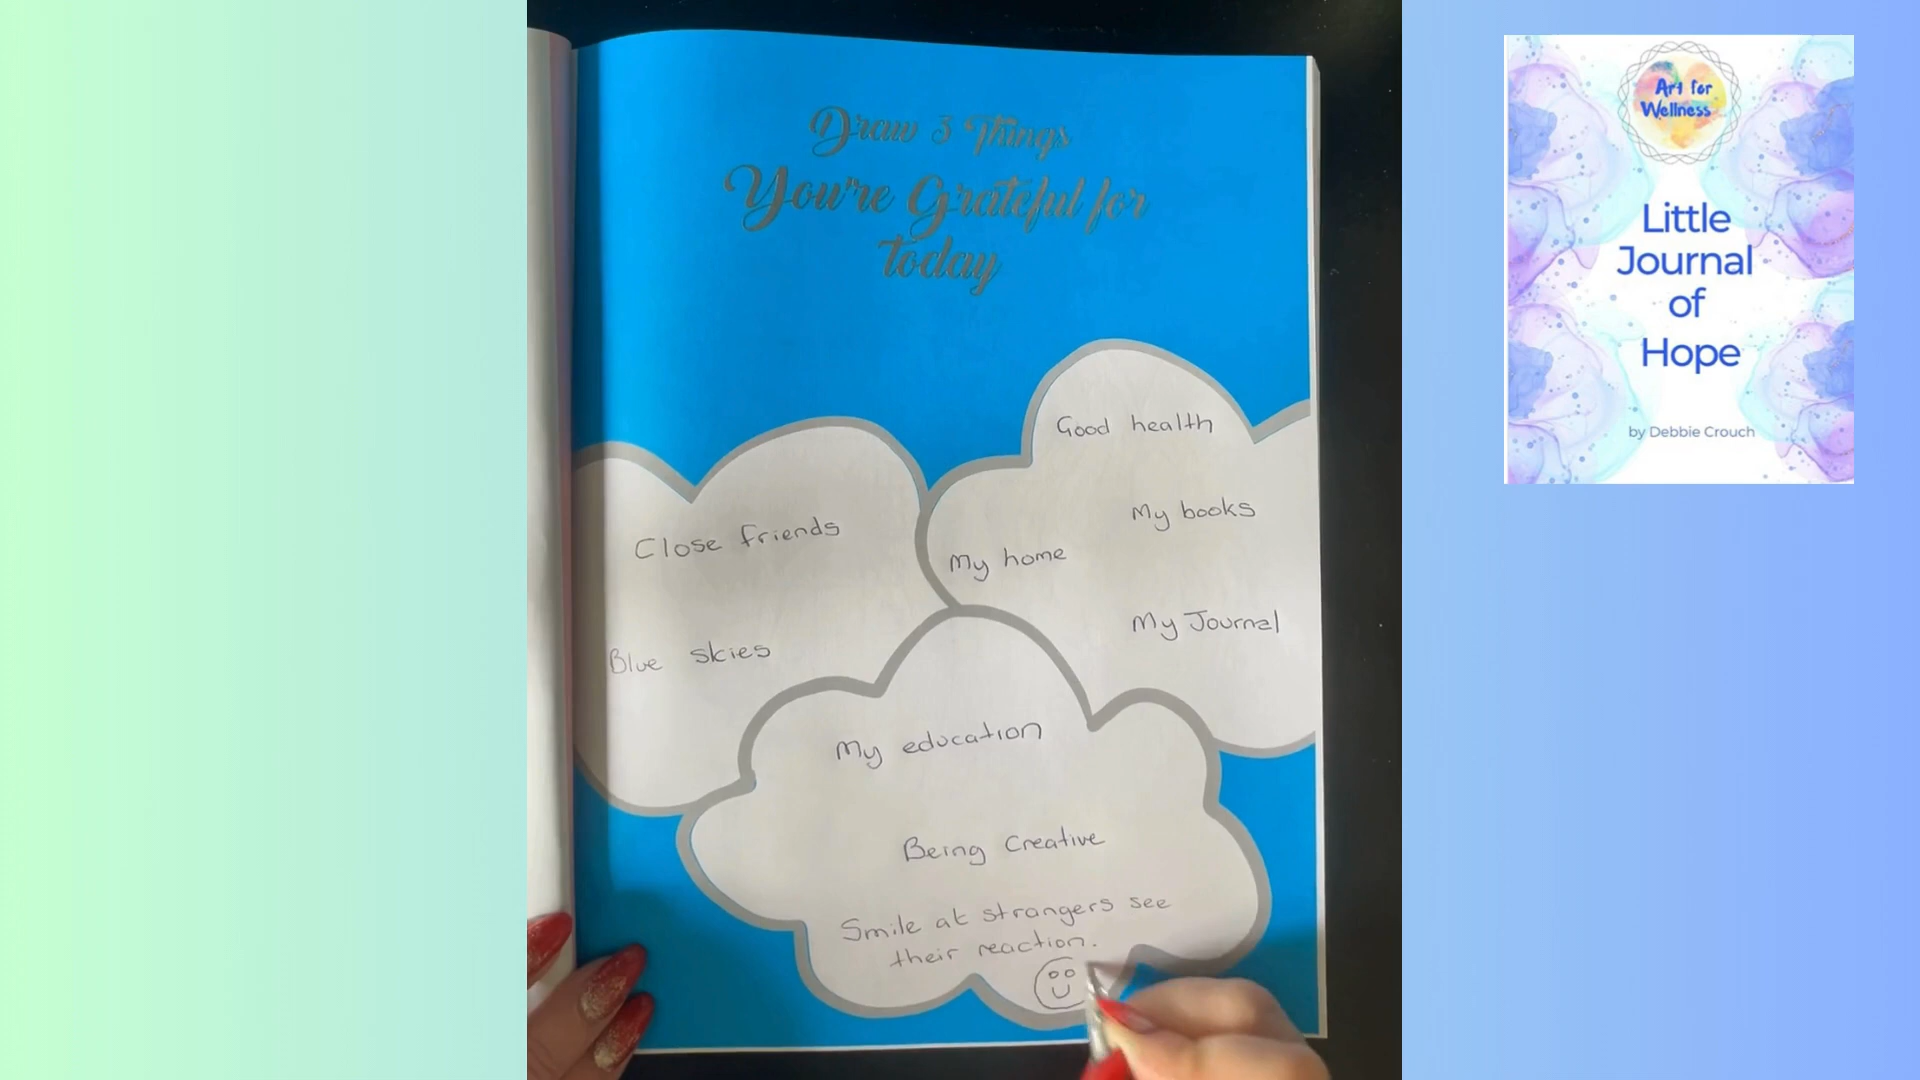 Draw 3 Things
You're Grateful for
today
Close friends
Blue skies
Good health
My books
My home
My Journal
My education
Being Creative
Smile at strangers see
their reaction.
Art for
Wellness
Little
Journal
of
Hope
by Debbie Crouch